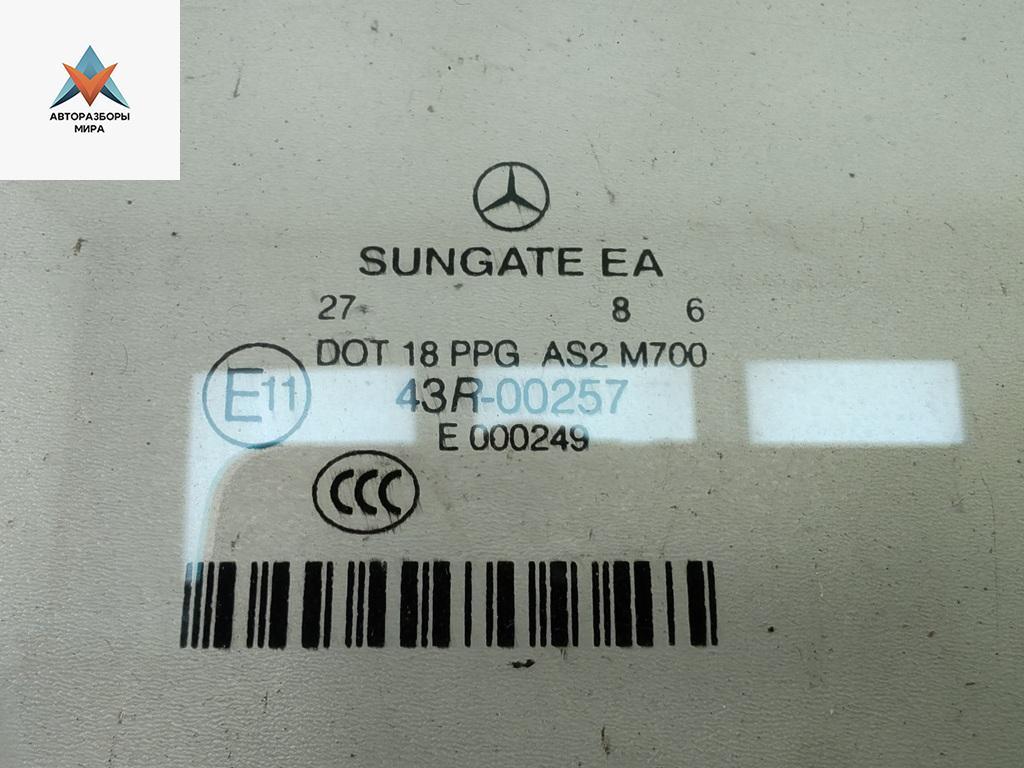 АВТОРАЗБОРЫ
МИРА
SUNGATE EA
27 8 6
DOT 18 PPG AS2 M700
E11 43R-00257
E 000249
CCC